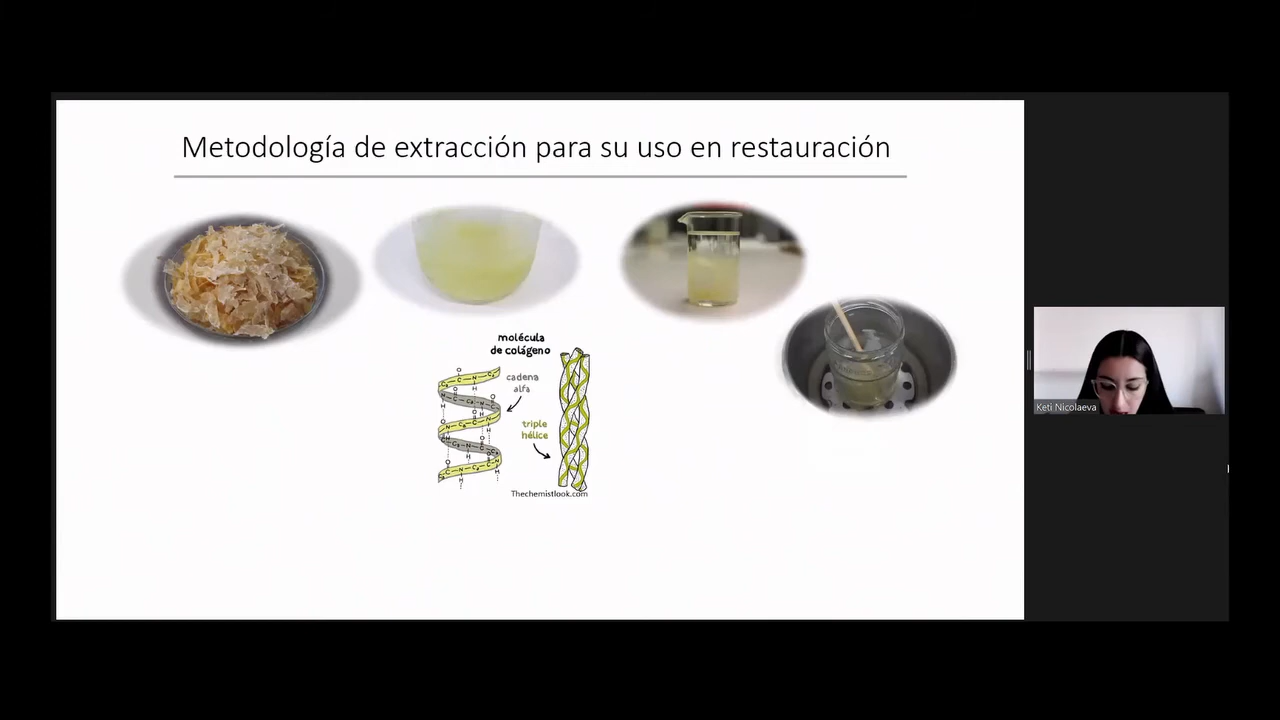 Metodología de extracción para su uso en restauración
molécula
de colágeno
cadena
alfa
triple
hélice
Thechemistlook.com
Keti Nicolaeva